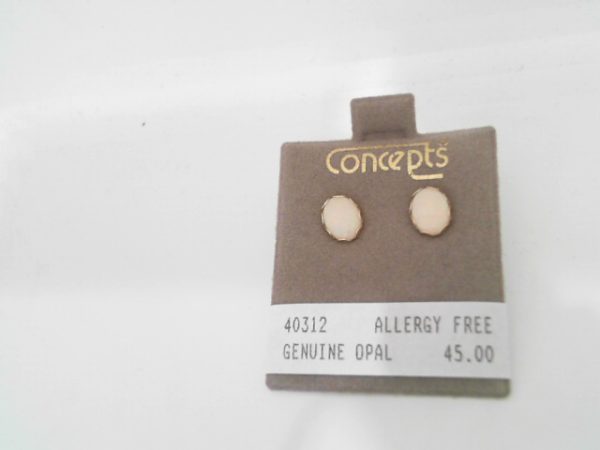 Concepts
40312 ALLERGY FREE
GENUINE OPAL 45.00